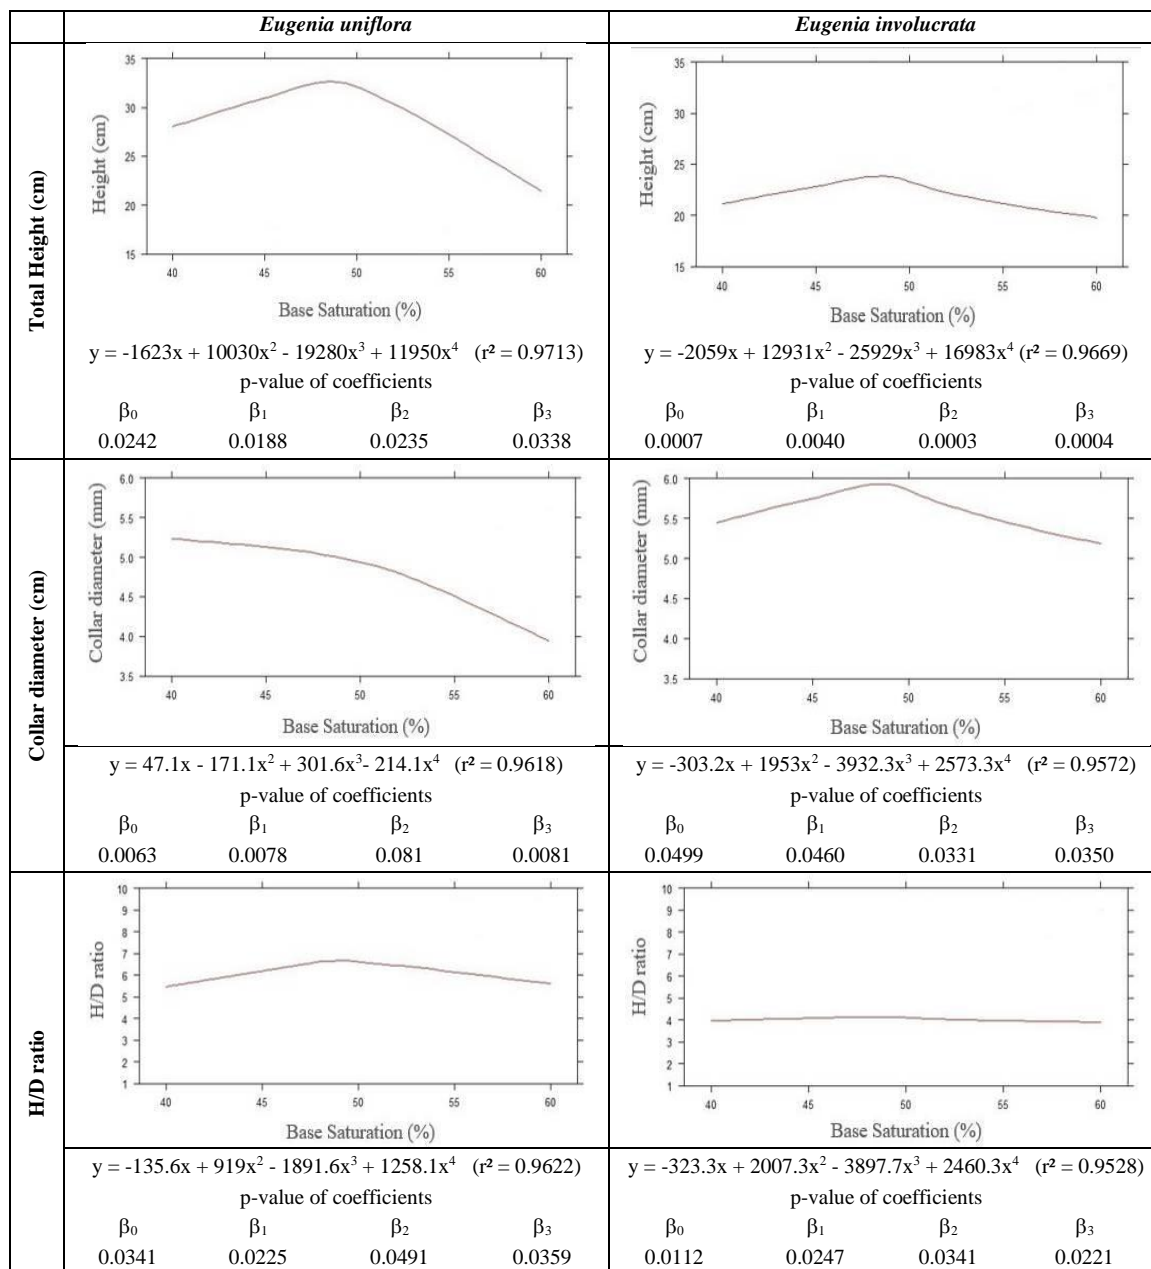 Eugenia uniflora
Eugenia involucrata
Total Height (cm)
Height (cm)
35
30
25
20
15
40 45 50 55 60
Base Saturation (%)
y = -1623x + 10030x² - 19280x³ + 11950x⁴ (r² = 0.9713)
p-value of coefficients
β₀ β₁ β₂ β₃
0.0242 0.0188 0.0235 0.0338
Height (cm)
35
30
25
20
15
40 45 50 55 60
Base Saturation (%)
y = -2059x + 12931x² - 25929x³ + 16983x⁴ (r² = 0.9669)
p-value of coefficients
β₀ β₁ β₂ β₃
0.0007 0.0040 0.0003 0.0004
Collar diameter (cm)
Collar diameter (mm)
6.0
5.5
5.0
4.5
4.0
3.5
40 45 50 55 60
Base Saturation (%)
y = 47.1x - 171.1x² + 301.6x³- 214.1x⁴ (r² = 0.9618)
p-value of coefficients
β₀ β₁ β₂ β₃
0.0063 0.0078 0.081 0.0081
Collar diameter (mm)
6.0
5.5
5.0
4.5
4.0
3.5
40 45 50 55 60
Base Saturation (%)
y = -303.2x + 1953x² - 3932.3x³ + 2573.3x⁴ (r² = 0.9572)
p-value of coefficients
β₀ β₁ β₂ β₃
0.0499 0.0460 0.0331 0.0350
H/D ratio
H/D ratio
10
9
8
7
6
5
4
3
2
1
40 45 50 55 60
Base Saturation (%)
y = -135.6x + 919x² - 1891.6x³ + 1258.1x⁴ (r² = 0.9622)
p-value of coefficients
β₀ β₁ β₂ β₃
0.0341 0.0225 0.0491 0.0359
H/D ratio
10
9
8
7
6
5
4
3
2
1
40 45 50 55 60
Base Saturation (%)
y = -323.3x + 2007.3x² - 3897.7x³ + 2460.3x⁴ (r² = 0.9528)
p-value of coefficients
β₀ β₁ β₂ β₃
0.0112 0.0247 0.0341 0.0221